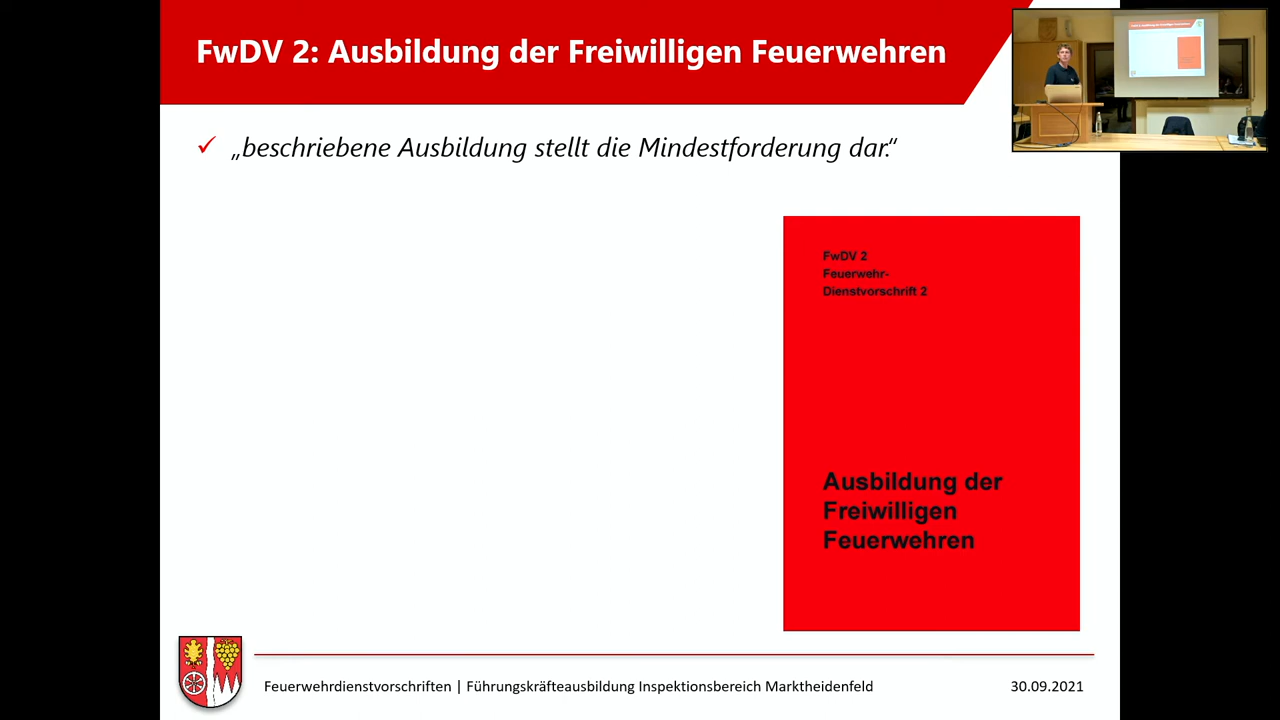 FwDV 2: Ausbildung der Freiwilligen Feuerwehren
„beschriebene Ausbildung stellt die Mindestforderung dar.“
FwDV 2
Feuerwehr-
Dienstvorschrift 2
Ausbildung der
Freiwilligen
Feuerwehren
Feuerwehrdienstvorschriften | Führungskräfteausbildung Inspektionsbereich Marktheidenfeld
30.09.2021